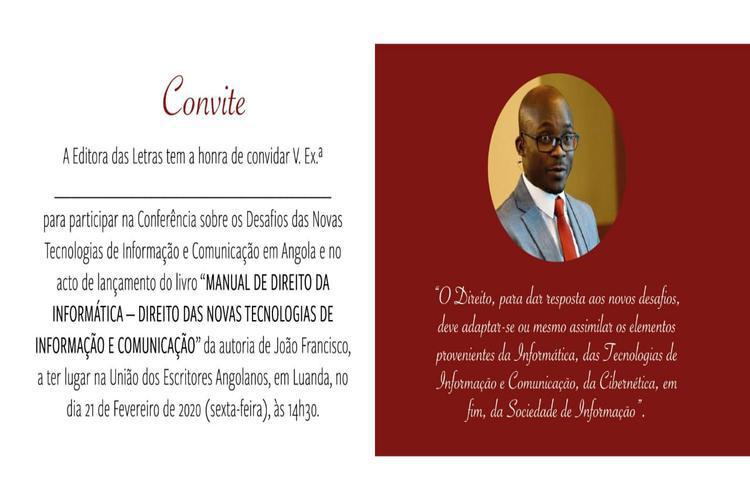 Convite
A Editora das Letras tem a honra de convidar V. Ex.ª
para participar na Conferência sobre os Desafios das Novas
Tecnologias de Informação e Comunicação em Angola e no
acto de lançamento do livro “MANUAL DE DIREITO DA
INFORMÁTICA – DIREITO DAS NOVAS TECNOLOGIAS DE
INFORMAÇÃO E COMUNICAÇÃO” da autoria de João Francisco,
a ter lugar na União dos Escritores Angolanos, em Luanda, no
dia 21 de Fevereiro de 2020 (sexta-feira), às 14h30.
“O Direito, para dar resposta aos novos desafios,
deve adaptar-se ou mesmo assimilar os elementos
provenientes da Informática, das Tecnologias de
Informação e Comunicação, da Cibernética, em
fim, da Sociedade de Informação”.